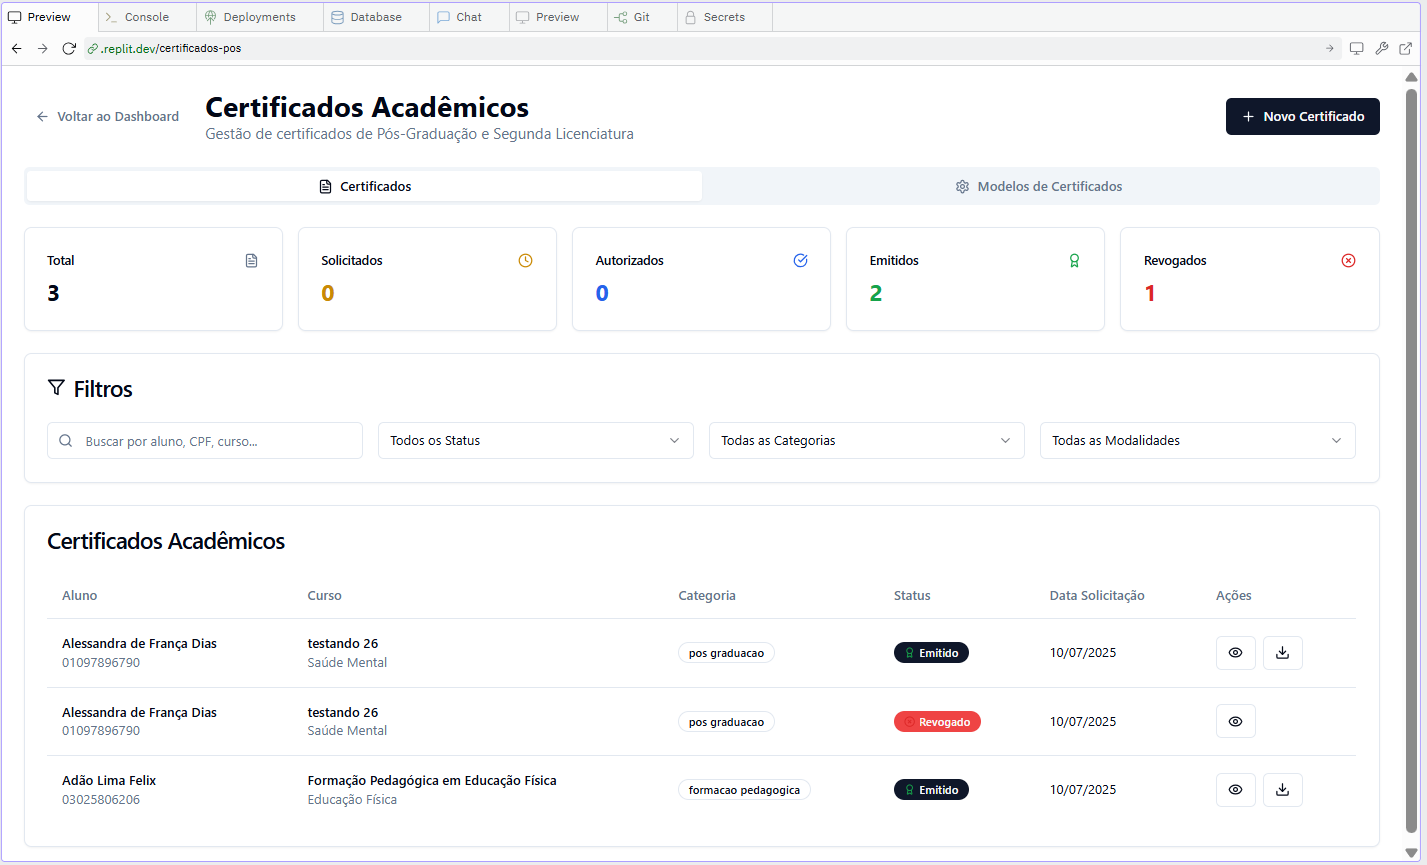 Preview
Console
Deployments
Database
Chat
Preview
Git
Secrets
.replit.dev/certificados-pos
Voltar ao Dashboard
Certificados Acadêmicos
Gestão de certificados de Pós-Graduação e Segunda Licenciatura
Novo Certificado
Certificados
Modelos de Certificados
Total
3
Solicitados
0
Autorizados
0
Emitidos
2
Revogados
1
Filtros
Buscar por aluno, CPF, curso...
Todos os Status
Todas as Categorias
Todas as Modalidades
Certificados Acadêmicos
Aluno Curso Categoria Status Data Solicitação Ações
Alessandra de França Dias testando 26
01097896790 Saúde Mental
pos graduacao Emitido 10/07/2025
Alessandra de França Dias testando 26
01097896790 Saúde Mental
pos graduacao Revogado 10/07/2025
Adão Lima Felix Formação Pedagógica em Educação Física
03025806206 Educação Física
formacao pedagogica Emitido 10/07/2025